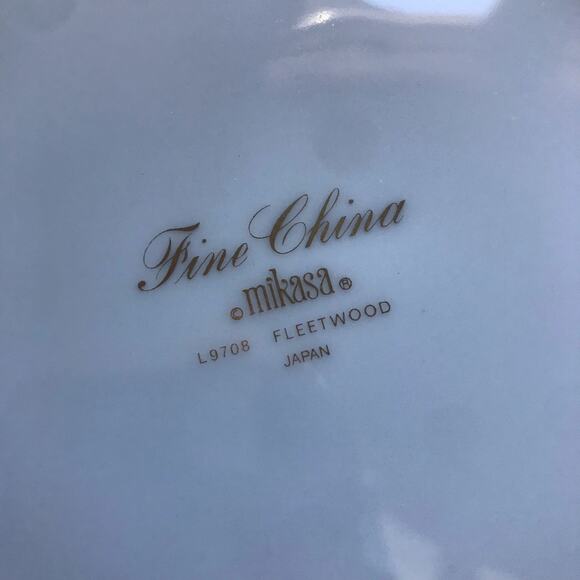 Fine China
© mikasa ®
L9708 FLEETWOOD
JAPAN